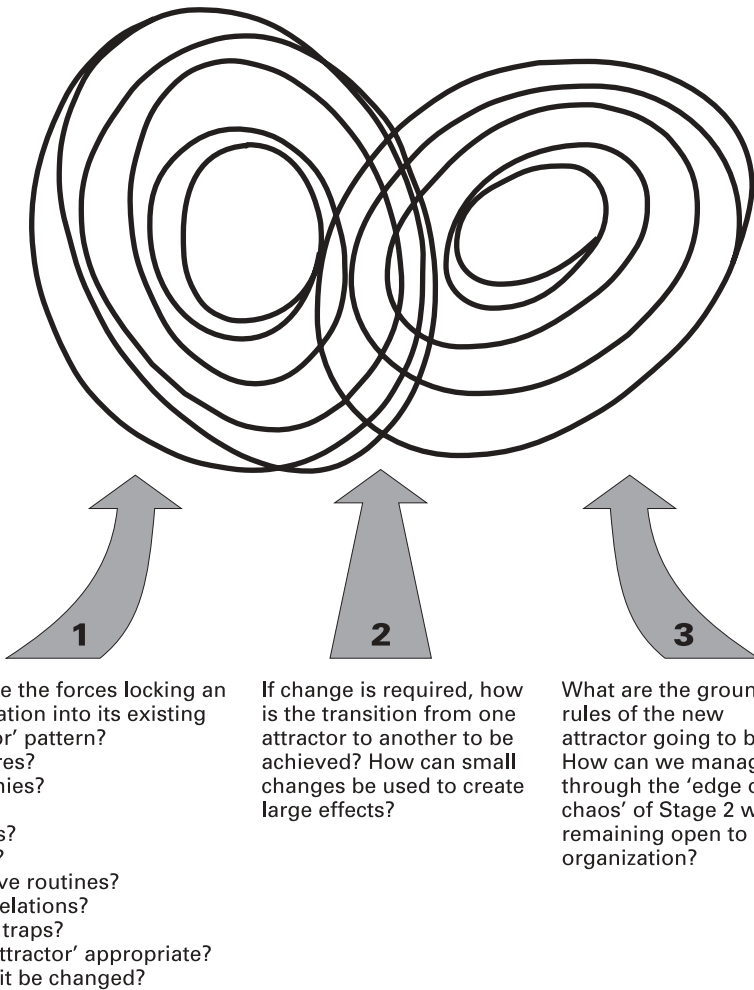 1
e the forces locking an
ation into its existing
or’ pattern?
res?
nies?
s?
?
ve routines?
elations?
traps?
ttractor’ appropriate?
it be changed?
2
If change is required, how
is the transition from one
attractor to another to be
achieved? How can small
changes be used to create
large effects?
3
What are the groun
rules of the new
attractor going to b
How can we manag
through the ‘edge o
chaos’ of Stage 2 w
remaining open to
organization?